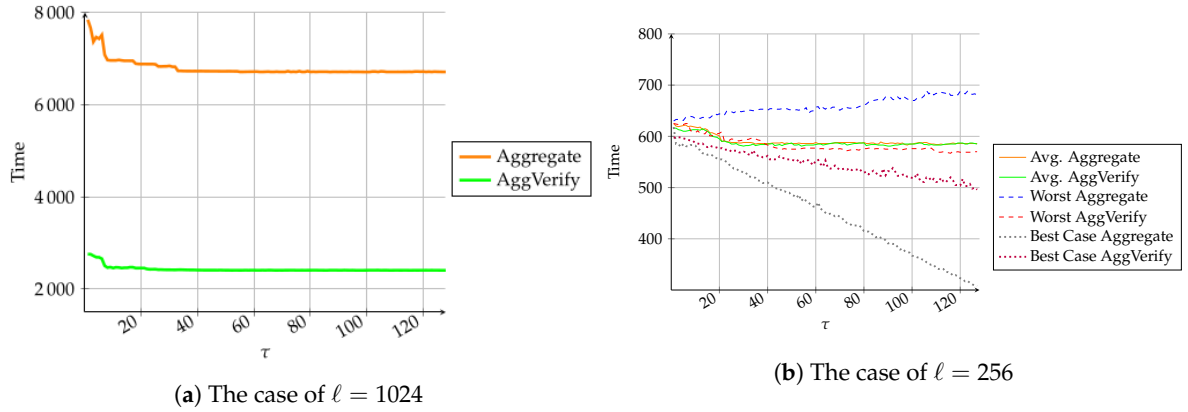 8 000
6 000
4 000
2 000
Time
20
40
60
80
100
120
τ
Aggregate
AggVerify
(a) The case of ℓ = 1024
800
700
600
500
400
Time
20
40
60
80
100
120
τ
Avg. Aggregate
Avg. AggVerify
Worst Aggregate
Worst AggVerify
Best Case Aggregate
Best Case AggVerify
(b) The case of ℓ = 256